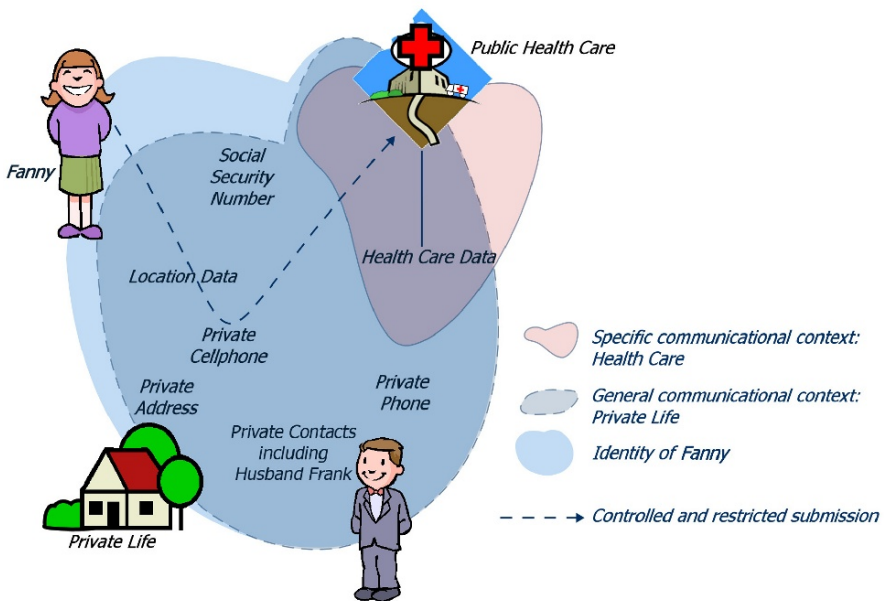 Public Health Care
Fanny
Social
Security
Number
Health Care Data
Location Data
Private
Cellphone
Private
Address
Private
Phone
Private Contacts
including
Husband Frank
Private Life
Specific communicational context:
Health Care
General communicational context:
Private Life
Identity of Fanny
Controlled and restricted submission